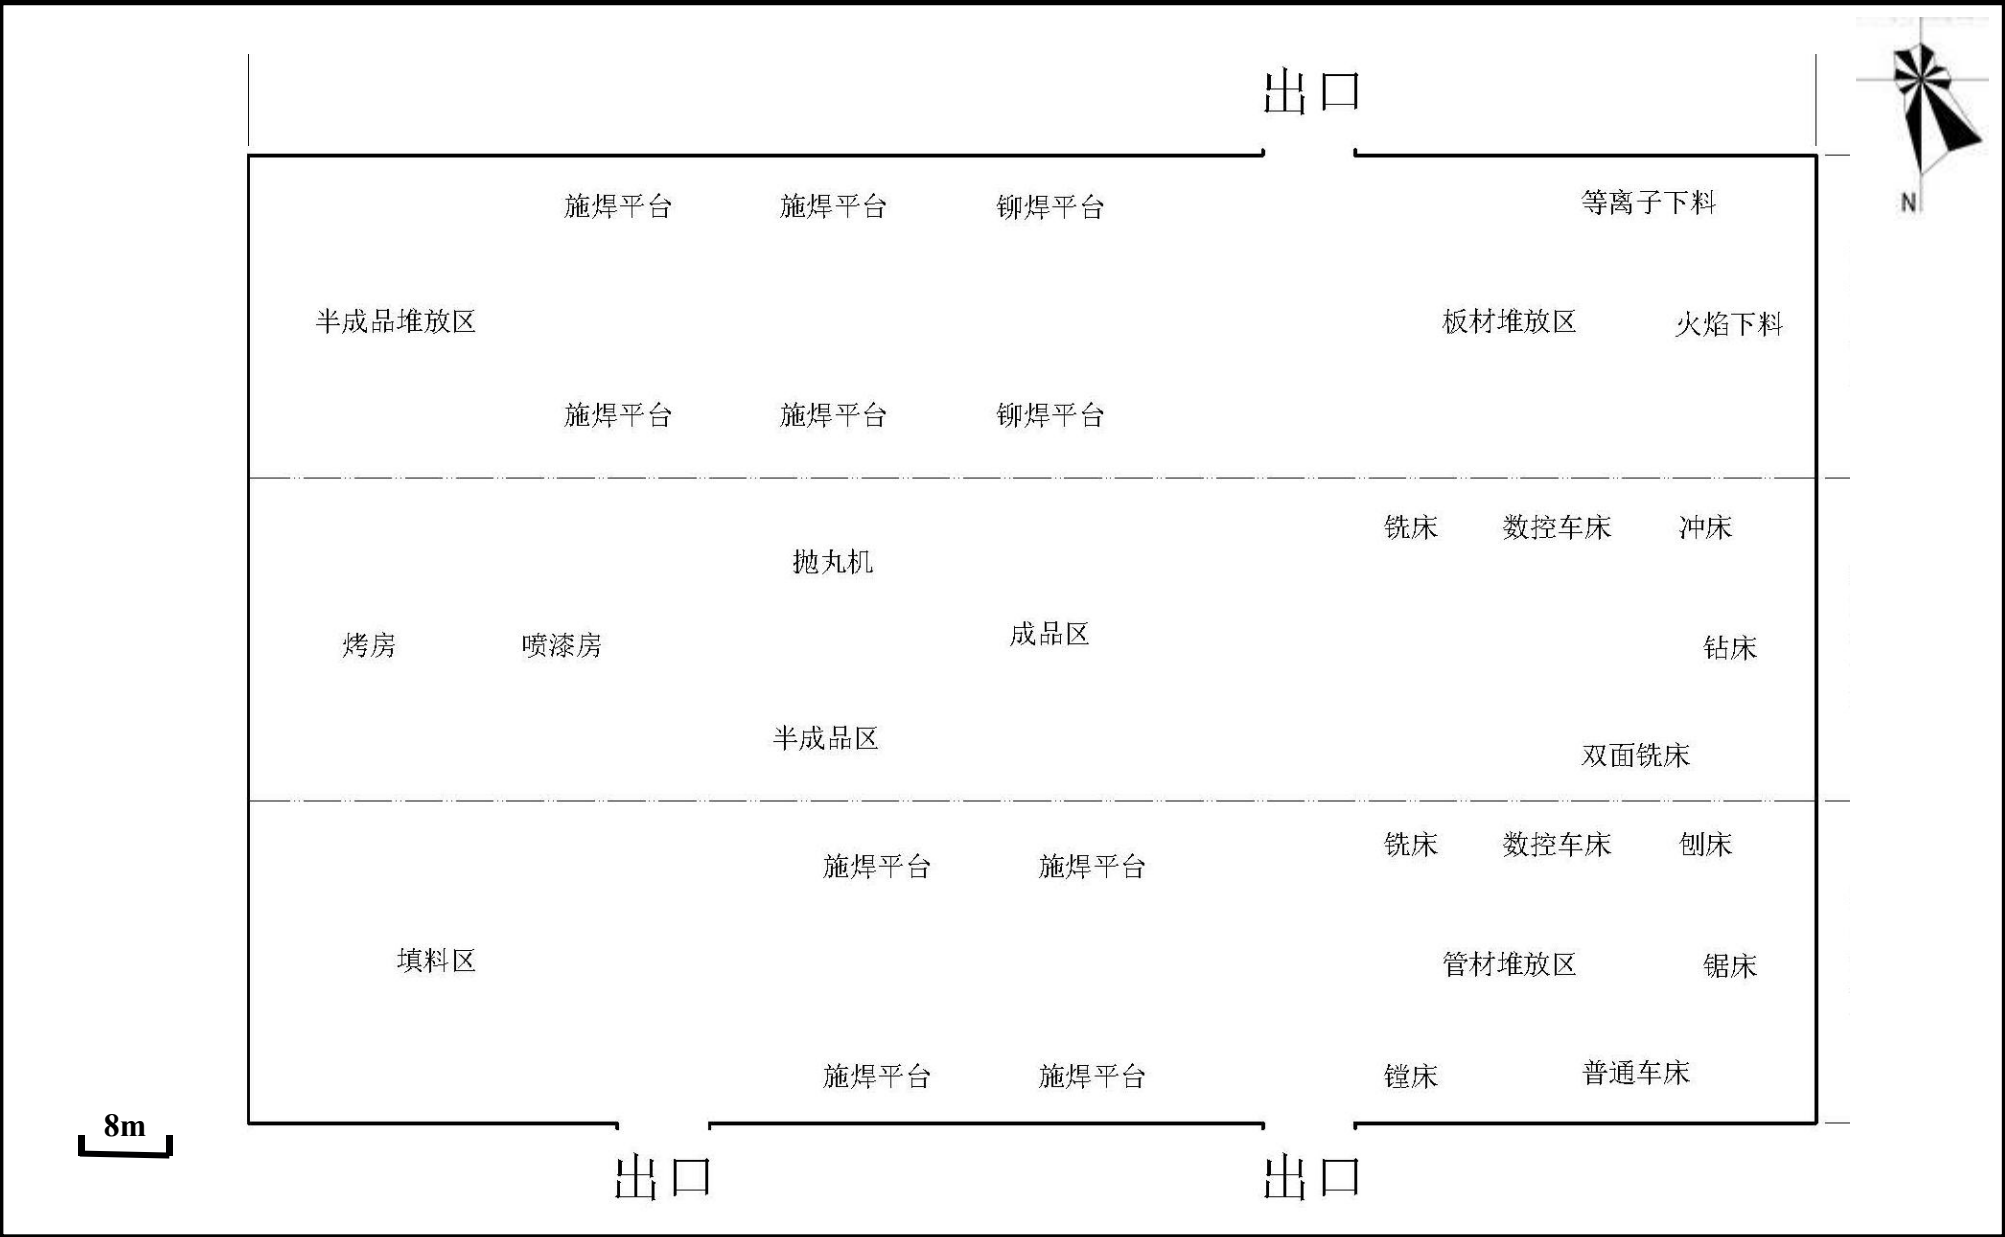 出口
N
等离子下料
施焊平台 施焊平台 铆焊平台
半成品堆放区 板材堆放区 火焰下料
施焊平台 施焊平台 铆焊平台
铣床 数控车床 冲床
抛丸机
成品区
烤房 喷漆房 钻床
半成品区
双面铣床
铣床 数控车床 刨床
施焊平台 施焊平台
填料区 管材堆放区 锯床
施焊平台 施焊平台 镗床 普通车床
8m
出口 出口